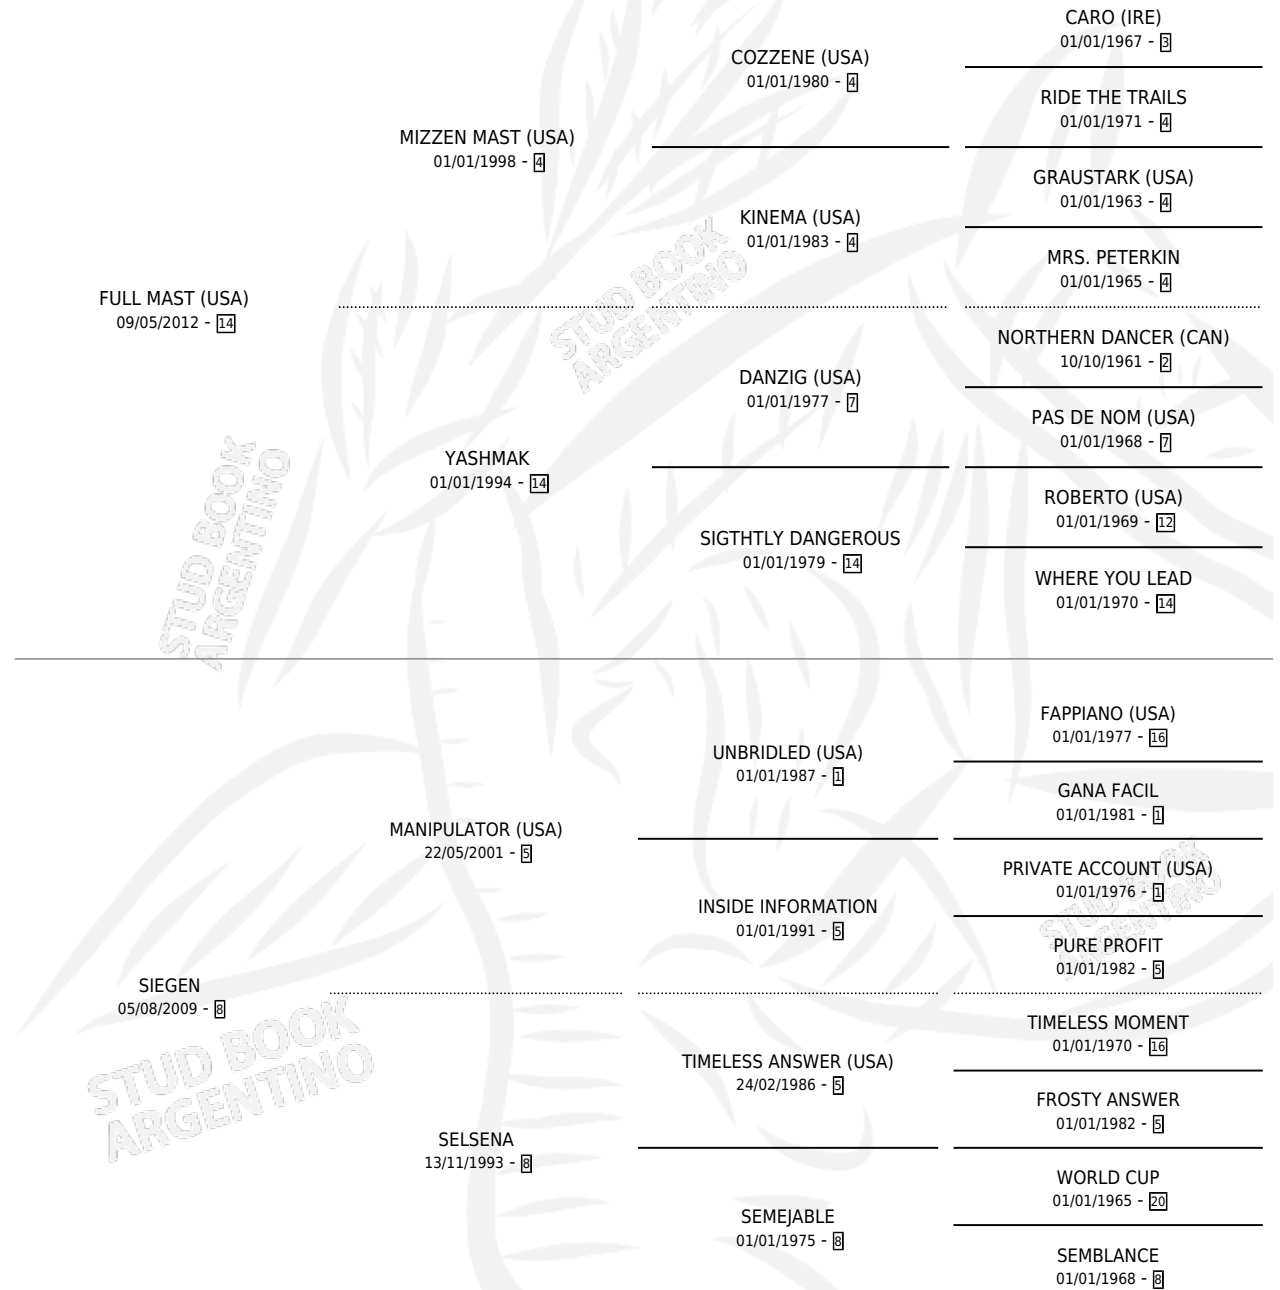 CARO (IRE)
01/01/1967 - 3
COZZENE (USA)
01/01/1980 - 4
RIDE THE TRAILS
01/01/1971 - 4
MIZZEN MAST (USA)
01/01/1998 - 4
GRAUSTARK (USA)
01/01/1963 - 4
KINEMA (USA)
01/01/1983 - 4
MRS. PETERKIN
01/01/1965 - 4
FULL MAST (USA)
09/05/2012 - 14
NORTHERN DANCER (CAN)
10/10/1961 - 2
DANZIG (USA)
01/01/1977 - 7
PAS DE NOM (USA)
01/01/1968 - 7
YASHMAK
01/01/1994 - 14
ROBERTO (USA)
01/01/1969 - 12
SIGTHTLY DANGEROUS
01/01/1979 - 14
WHERE YOU LEAD
01/01/1970 - 14
FAPPIANO (USA)
01/01/1977 - 16
UNBRIDLED (USA)
01/01/1987 - 1
GANA FACIL
01/01/1981 - 1
MANIPULATOR (USA)
22/05/2001 - 5
PRIVATE ACCOUNT (USA)
01/01/1976 - 1
INSIDE INFORMATION
01/01/1991 - 5
PURE PROFIT
01/01/1982 - 5
SIEGEN
05/08/2009 - 8
TIMELESS MOMENT
01/01/1970 - 16
TIMELESS ANSWER (USA)
24/02/1986 - 5
FROSTY ANSWER
01/01/1982 - 5
SELSENA
13/11/1993 - 8
WORLD CUP
01/01/1965 - 20
SEMEJABLE
01/01/1975 - 8
SEMBLANCE
01/01/1968 - 8
STUD BOOK
ARGENTINO
STUD BOOK
ARGENTINO
STUD BOOK
ARGENTINO
STUD BOOK
ARGENTINO